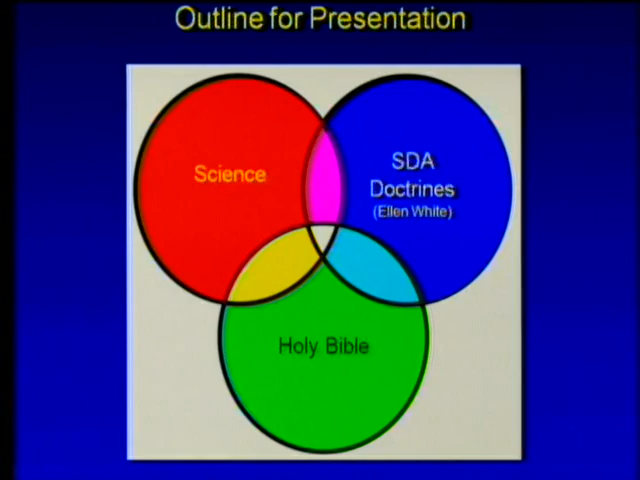 Outline for Presentation
Science
SDA
Doctrines
(Ellen White)
Holy Bible